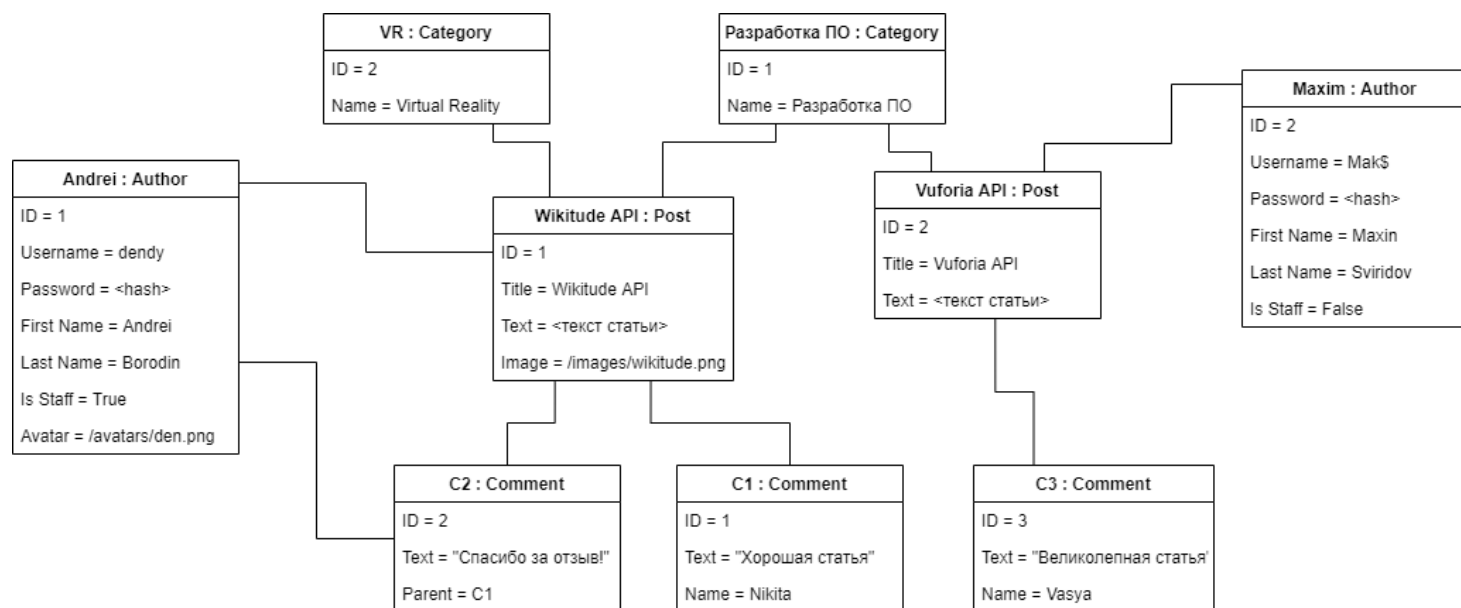 VR : Category
ID = 2
Name = Virtual Reality
Разработка ПО : Category
ID = 1
Name = Разработка ПО
Maxim : Author
ID = 2
Username = Mak$
Password = <hash>
First Name = Maxin
Last Name = Sviridov
Is Staff = False
Andrei : Author
ID = 1
Username = dendy
Password = <hash>
First Name = Andrei
Last Name = Borodin
Is Staff = True
Avatar = /avatars/den.png
Wikitude API : Post
ID = 1
Title = Wikitude API
Text = <текст статьи>
Image = /images/wikitude.png
Vuforia API : Post
ID = 2
Title = Vuforia API
Text = <текст статьи>
C2 : Comment
ID = 2
Text = "Спасибо за отзыв!"
Parent = C1
C1 : Comment
ID = 1
Text = "Хорошая статья"
Name = Nikita
C3 : Comment
ID = 3
Text = "Великолепная статья"
Name = Vasya